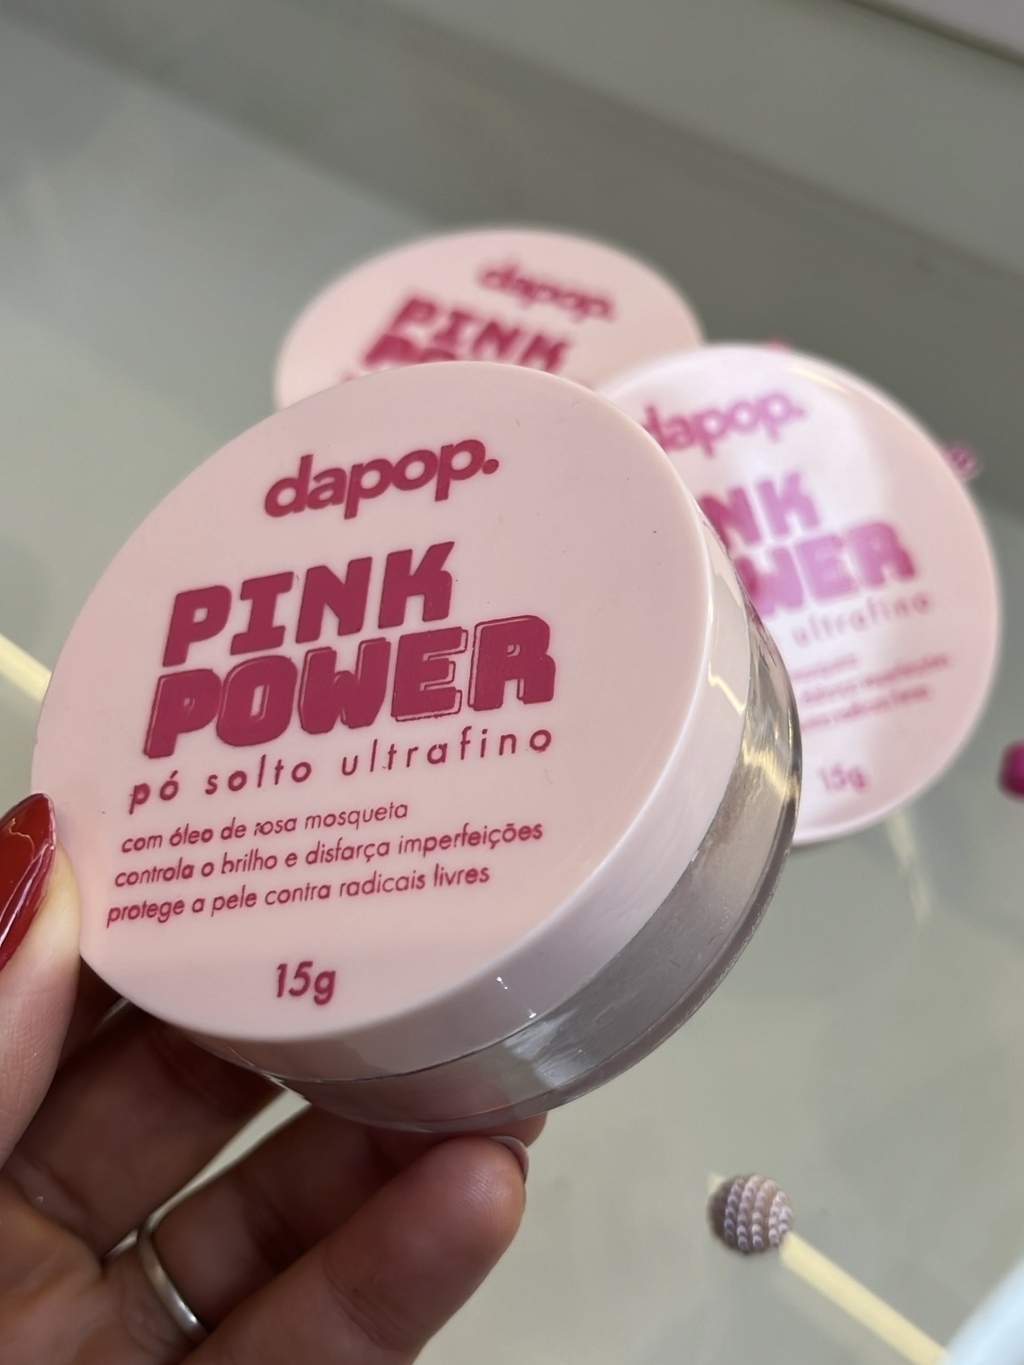 dapop.
PINK
POWER
pó solto ultrafino
com óleo de rosa mosqueta
controla o brilho e disfarça imperfeições
protege a pele contra radicais livres
15g
dapop.
PINK
dapop.
NK
WER
ultrafino
15g